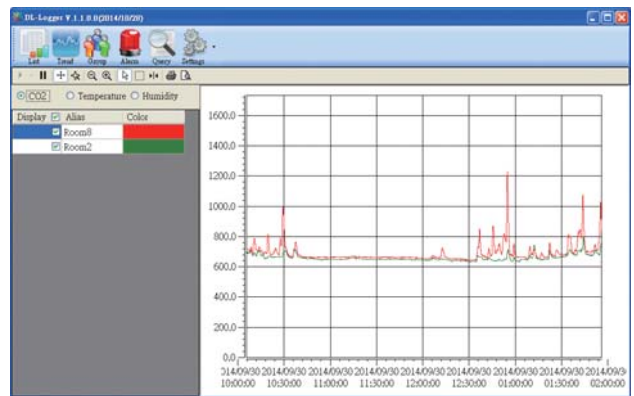 DL-Logger V.1.1.0.0(2014/10/20)
List Trend Group Alarm Query Settings
CO2 Temperature Humidity
Display Alias Color
Room8
Room2
1600.0
1400.0
1200.0
1000.0
800.0
600.0
400.0
200.0
0.0
014/09/30 2014/09/30 2014/09/30 2014/09/30 2014/09/30 2014/09/30 2014/09/30 2014/09/30 2014/09/3
10:00:00 10:30:00 11:00:00 11:30:00 12:00:00 12:30:00 01:00:00 01:30:00 02:00:00